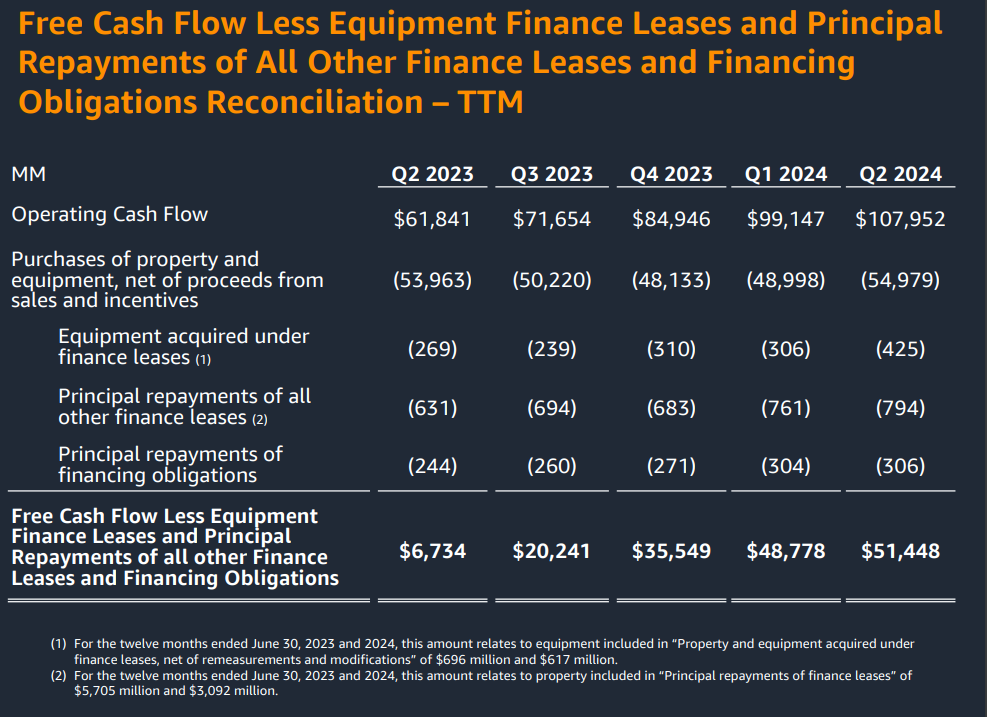 Free Cash Flow Less Equipment Finance Leases and Principal
Repayments of All Other Finance Leases and Financing
Obligations Reconciliation – TTM
MM Q2 2023 Q3 2023 Q4 2023 Q1 2024 Q2 2024
Operating Cash Flow $61,841 $71,654 $84,946 $99,147 $107,952
Purchases of property and
equipment, net of proceeds from (53,963) (50,220) (48,133) (48,998) (54,979)
sales and incentives
Equipment acquired under
finance leases (1) (269) (239) (310) (306) (425)
Principal repayments of all
other finance leases (2) (631) (694) (683) (761) (794)
Principal repayments of
financing obligations (244) (260) (271) (304) (306)
Free Cash Flow Less Equipment
Finance Leases and Principal
Repayments of all other Finance $6,734 $20,241 $35,549 $48,778 $51,448
Leases and Financing Obligations
(1) For the twelve months ended June 30, 2023 and 2024, this amount relates to equipment included in “Property and equipment acquired under
finance leases, net of remeasurements and modifications” of $696 million and $617 million.
(2) For the twelve months ended June 30, 2023 and 2024, this amount relates to property included in “Principal repayments of finance leases” of
$5,705 million and $3,092 million.